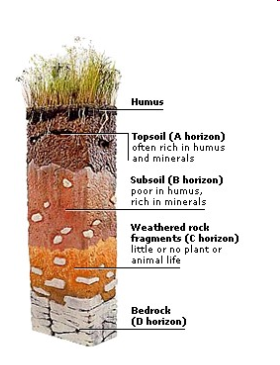 Humus
Topsoil (A horizon)
often rich in humus
and minerals
Subsoil (B horizon)
poor in humus,
rich in minerals
Weathered rock
fragments (C horizon)
little or no plant or
animal life
Bedrock
(D horizon)